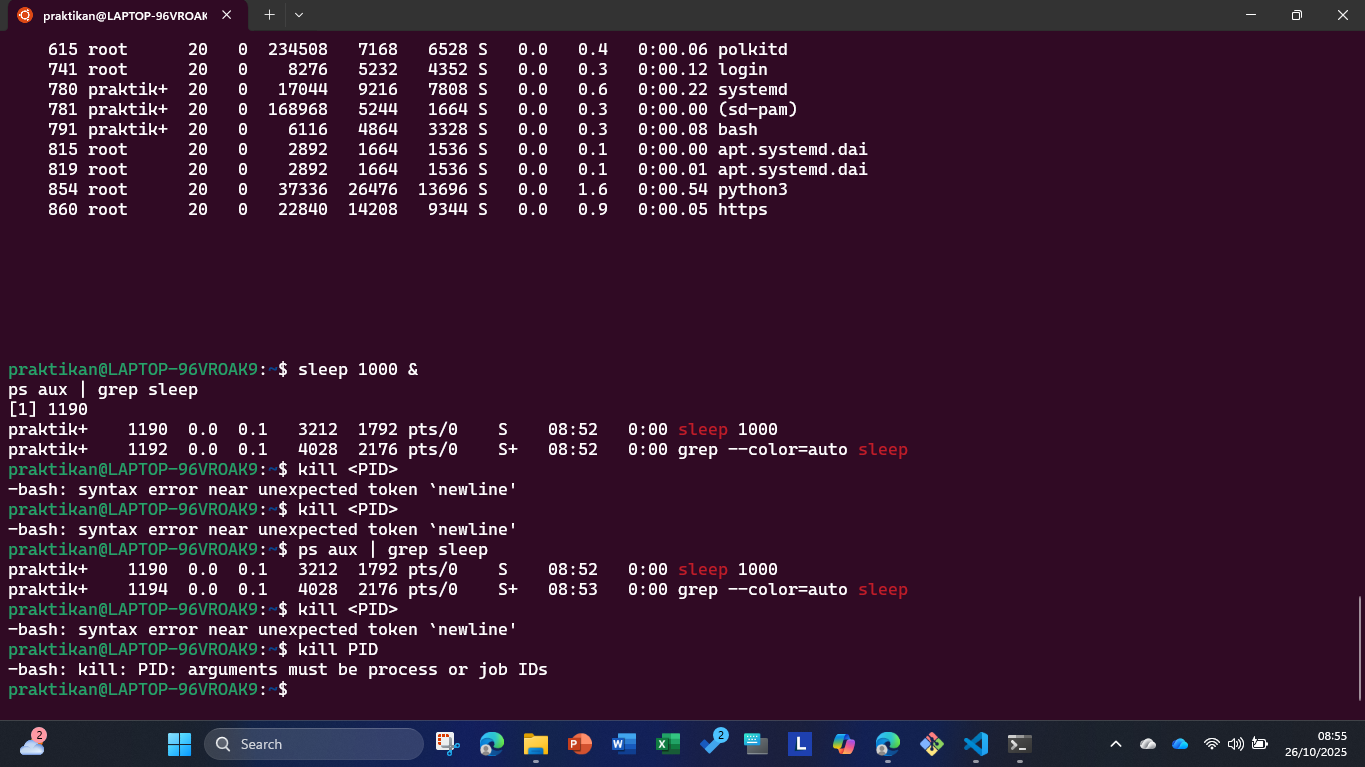 praktikan@LAPTOP-96VROAK
615 root 20 0 234508 7168 6528 S 0.0 0.4 0:00.06 polkitd
741 root 20 0 8276 5232 4352 S 0.0 0.3 0:00.12 login
780 praktik+ 20 0 17044 9216 7808 S 0.0 0.6 0:00.22 systemd
781 praktik+ 20 0 168968 5244 1664 S 0.0 0.3 0:00.00 (sd-pam)
791 praktik+ 20 0 6116 4864 3328 S 0.0 0.3 0:00.08 bash
815 root 20 0 2892 1664 1536 S 0.0 0.1 0:00.00 apt.systemd.dai
819 root 20 0 2892 1664 1536 S 0.0 0.1 0:00.01 apt.systemd.dai
854 root 20 0 37336 26476 13696 S 0.0 1.6 0:00.54 python3
860 root 20 0 22840 14208 9344 S 0.0 0.9 0:00.05 https
praktikan@LAPTOP-96VROAK9:~$ sleep 1000 &
ps aux | grep sleep
[1] 1190
praktik+ 1190 0.0 0.1 3212 1792 pts/0 S 08:52 0:00 sleep 1000
praktik+ 1192 0.0 0.1 4028 2176 pts/0 S+ 08:52 0:00 grep --color=auto sleep
praktikan@LAPTOP-96VROAK9:~$ kill <PID>
-bash: syntax error near unexpected token `newline'
praktikan@LAPTOP-96VROAK9:~$ kill <PID>
-bash: syntax error near unexpected token `newline'
praktikan@LAPTOP-96VROAK9:~$ ps aux | grep sleep
praktik+ 1190 0.0 0.1 3212 1792 pts/0 S 08:52 0:00 sleep 1000
praktik+ 1194 0.0 0.1 4028 2176 pts/0 S+ 08:53 0:00 grep --color=auto sleep
praktikan@LAPTOP-96VROAK9:~$ kill <PID>
-bash: syntax error near unexpected token `newline'
praktikan@LAPTOP-96VROAK9:~$ kill PID
-bash: kill: PID: arguments must be process or job IDs
praktikan@LAPTOP-96VROAK9:~$
2
Search
P
W
X
2
L
08:55
26/10/2025